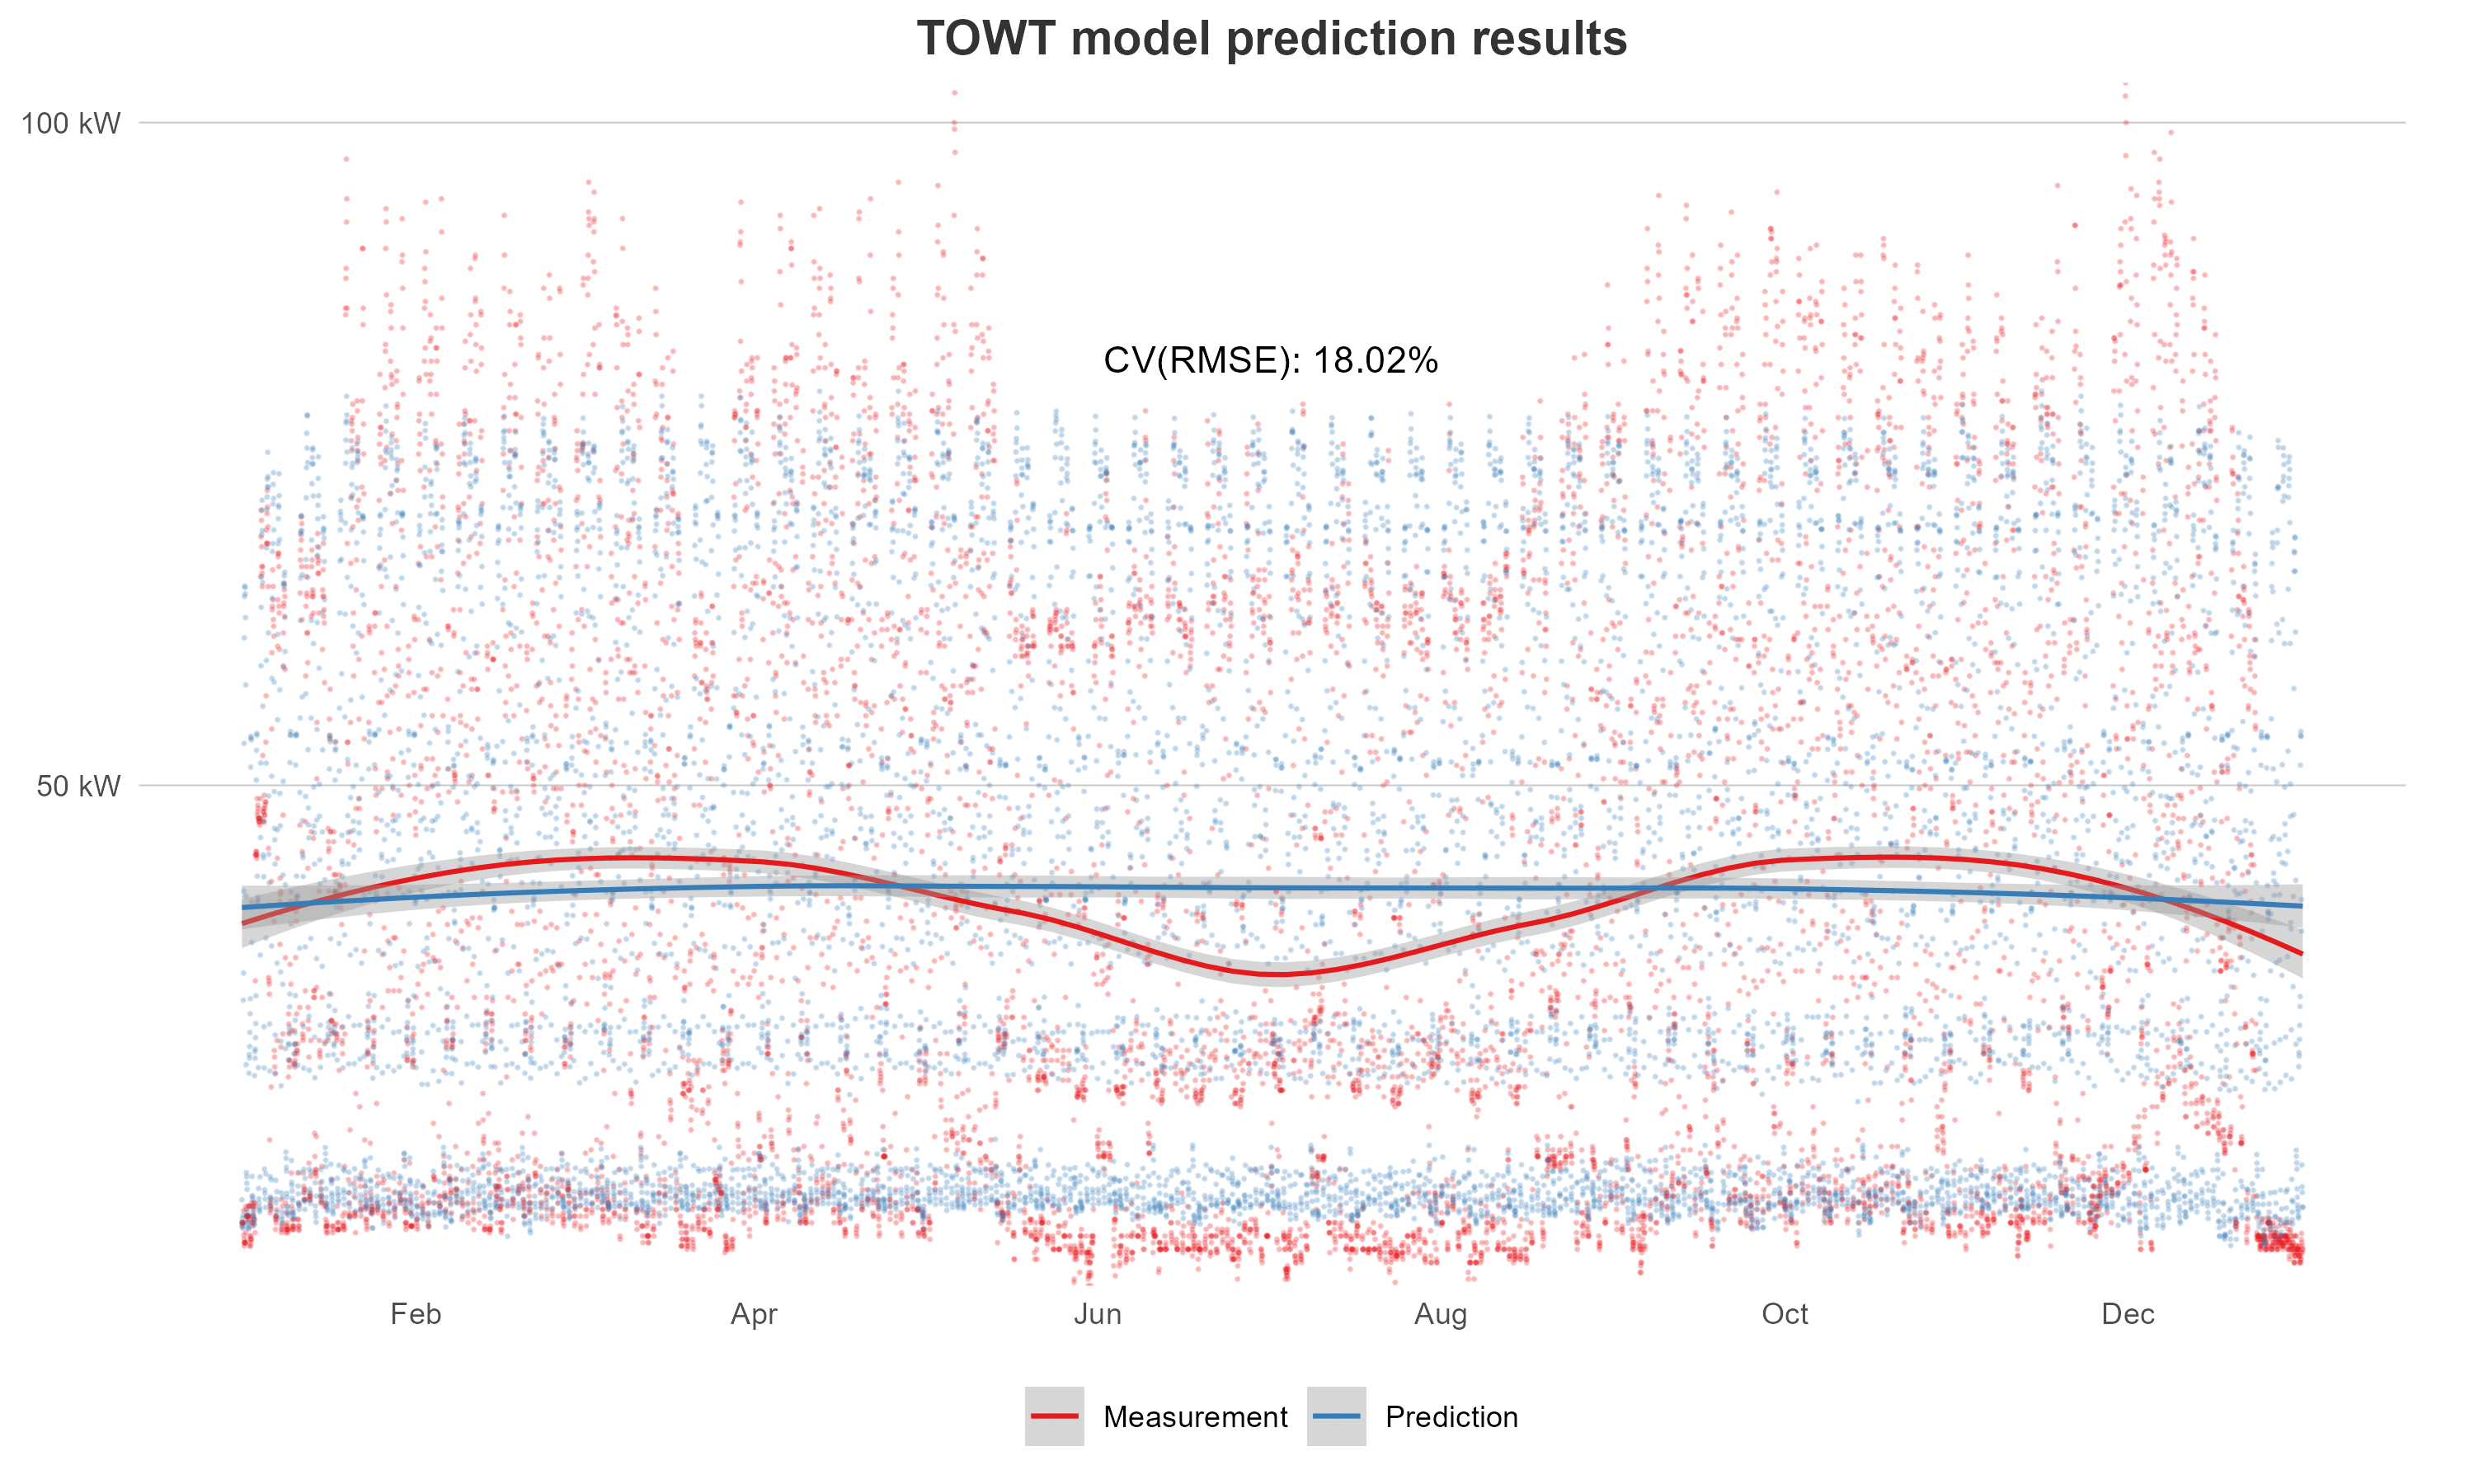 TOWT model prediction results
100 kW
CV(RMSE): 18.02%
50 kW
Feb Apr Jun Aug Oct Dec
Measurement Prediction